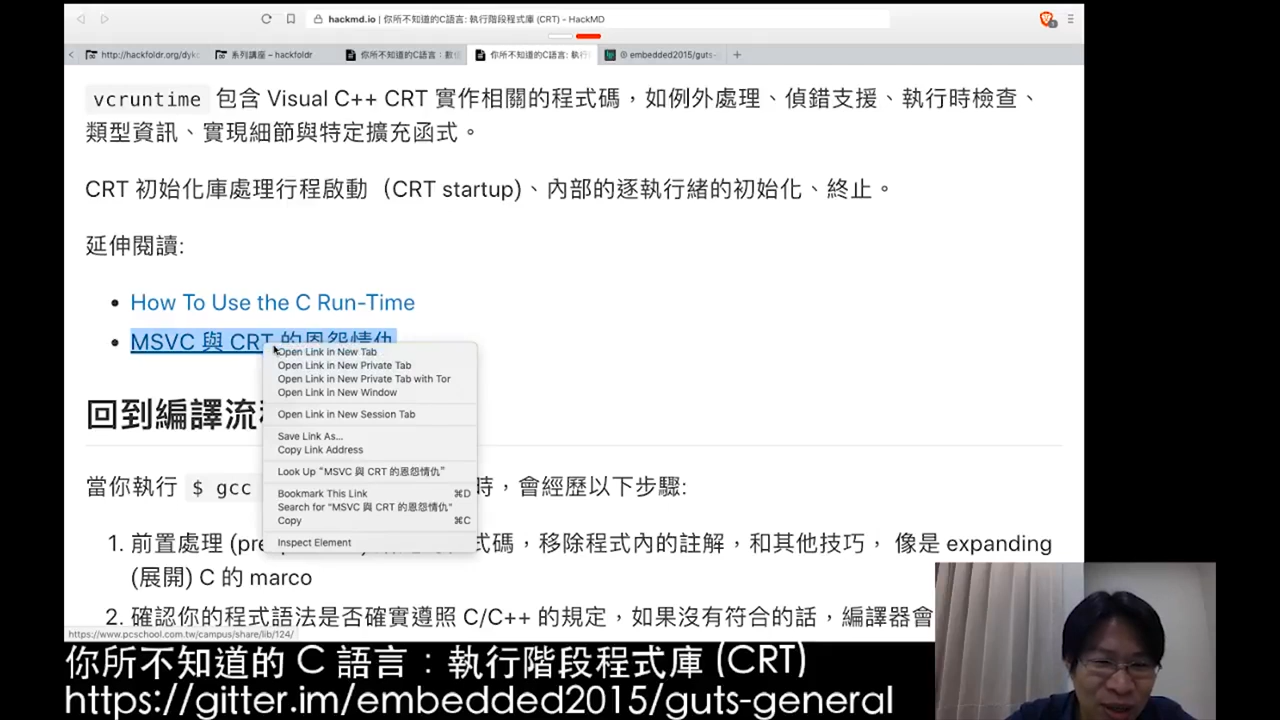 hackmd.io | 你所不知道的C語言: 執行階段程式庫 (CRT) - HackMD
http://hackfoldr.org/dykc
系列講座 – hackfoldr
你所不知道的C語言：數
你所不知道的C語言: 執行
embedded2015/guts-
vcruntime 包含 Visual C++ CRT 實作相關的程式碼，如例外處理、偵錯支援、執行時檢查、
類型資訊、實現細節與特定擴充函式。
CRT 初始化庫處理行程啟動（CRT startup)、內部的逐執行緒的初始化、終止。
延伸閱讀:
How To Use the C Run-Time
MSVC 與 CRT 的恩怨情仇
Open Link in New Tab
Open Link in New Private Tab
Open Link in New Private Tab with Tor
Open Link in New Window
Open Link in New Session Tab
Save Link As...
Copy Link Address
Look Up “MSVC 與 CRT 的恩怨情仇”
Bookmark This Link ⌘D
Search for “MSVC 與 CRT 的恩怨情仇”
Copy ⌘C
Inspect Element
回到編譯流
當你執行 $ gcc 時，會經歷以下步驟:
1. 前置處理 (pre 式碼，移除程式內的註解，和其他技巧， 像是 expanding
(展開) C 的 marco
2. 確認你的程式語法是否確實遵照 C/C++ 的規定，如果沒有符合的話，編譯器會
https://www.pcschool.com.tw/campus/share/lib/124/
你所不知道的 C 語言：執行階段程式庫 (CRT)
https://gitter.im/embedded2015/guts-general